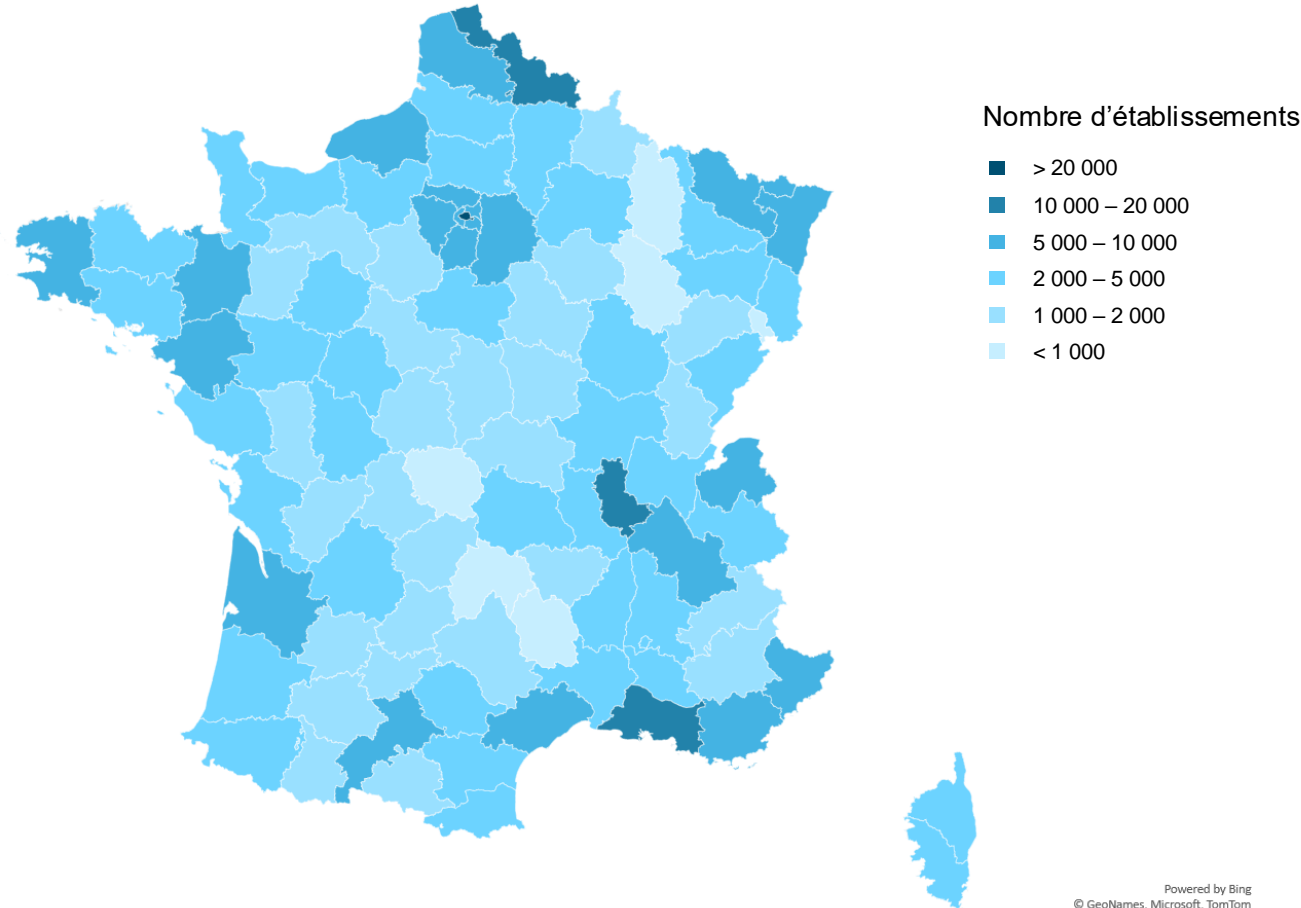 Nombre d'établissements
> 20 000
10 000 – 20 000
5 000 – 10 000
2 000 – 5 000
1 000 – 2 000
< 1 000
Powered by Bing
© GeoNames, Microsoft, TomTom